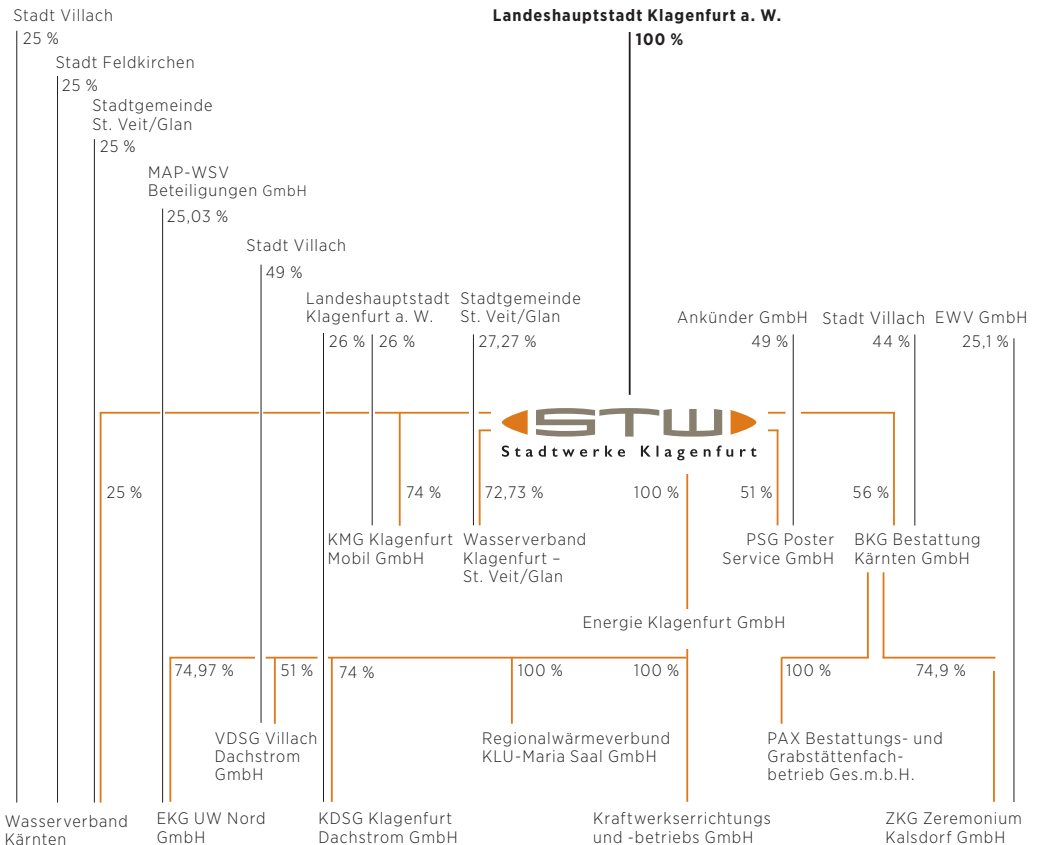 Stadt Villach
25 %
Landeshauptstadt Klagenfurt a. W.
100 %
Stadt Feldkirchen
25 %
Stadtgemeinde
St. Veit/Glan
25 %
MAP-WSV
Beteiligungen GmbH
25,03 %
Stadt Villach
49 %
Landeshauptstadt
Klagenfurt a. W.
26 %
26 %
Stadtgemeinde
St. Veit/Glan
27,27 %
Ankünder GmbH
49 %
Stadt Villach
44 %
EWV GmbH
25,1 %
STW
Stadtwerke Klagenfurt
25 %
74 %
72,73 %
100 %
51 %
56 %
KMG Klagenfurt
Mobil GmbH
Wasserverband
Klagenfurt –
St. Veit/Glan
PSG Poster
Service GmbH
BKG Bestattung
Kärnten GmbH
Energie Klagenfurt GmbH
74,97 %
51 %
74 %
100 %
100 %
100 %
74,9 %
VDSG Villach
Dachstrom
GmbH
Regionalwärmeverbund
KLU-Maria Saal GmbH
PAX Bestattungs- und
Grabstättenfach-
betrieb Ges.m.b.H.
Wasserverband
Kärnten
EKG UW Nord
GmbH
KDSG Klagenfurt
Dachstrom GmbH
Kraftwerkserrichtungs
und -betriebs GmbH
ZKG Zeremonium
Kalsdorf GmbH